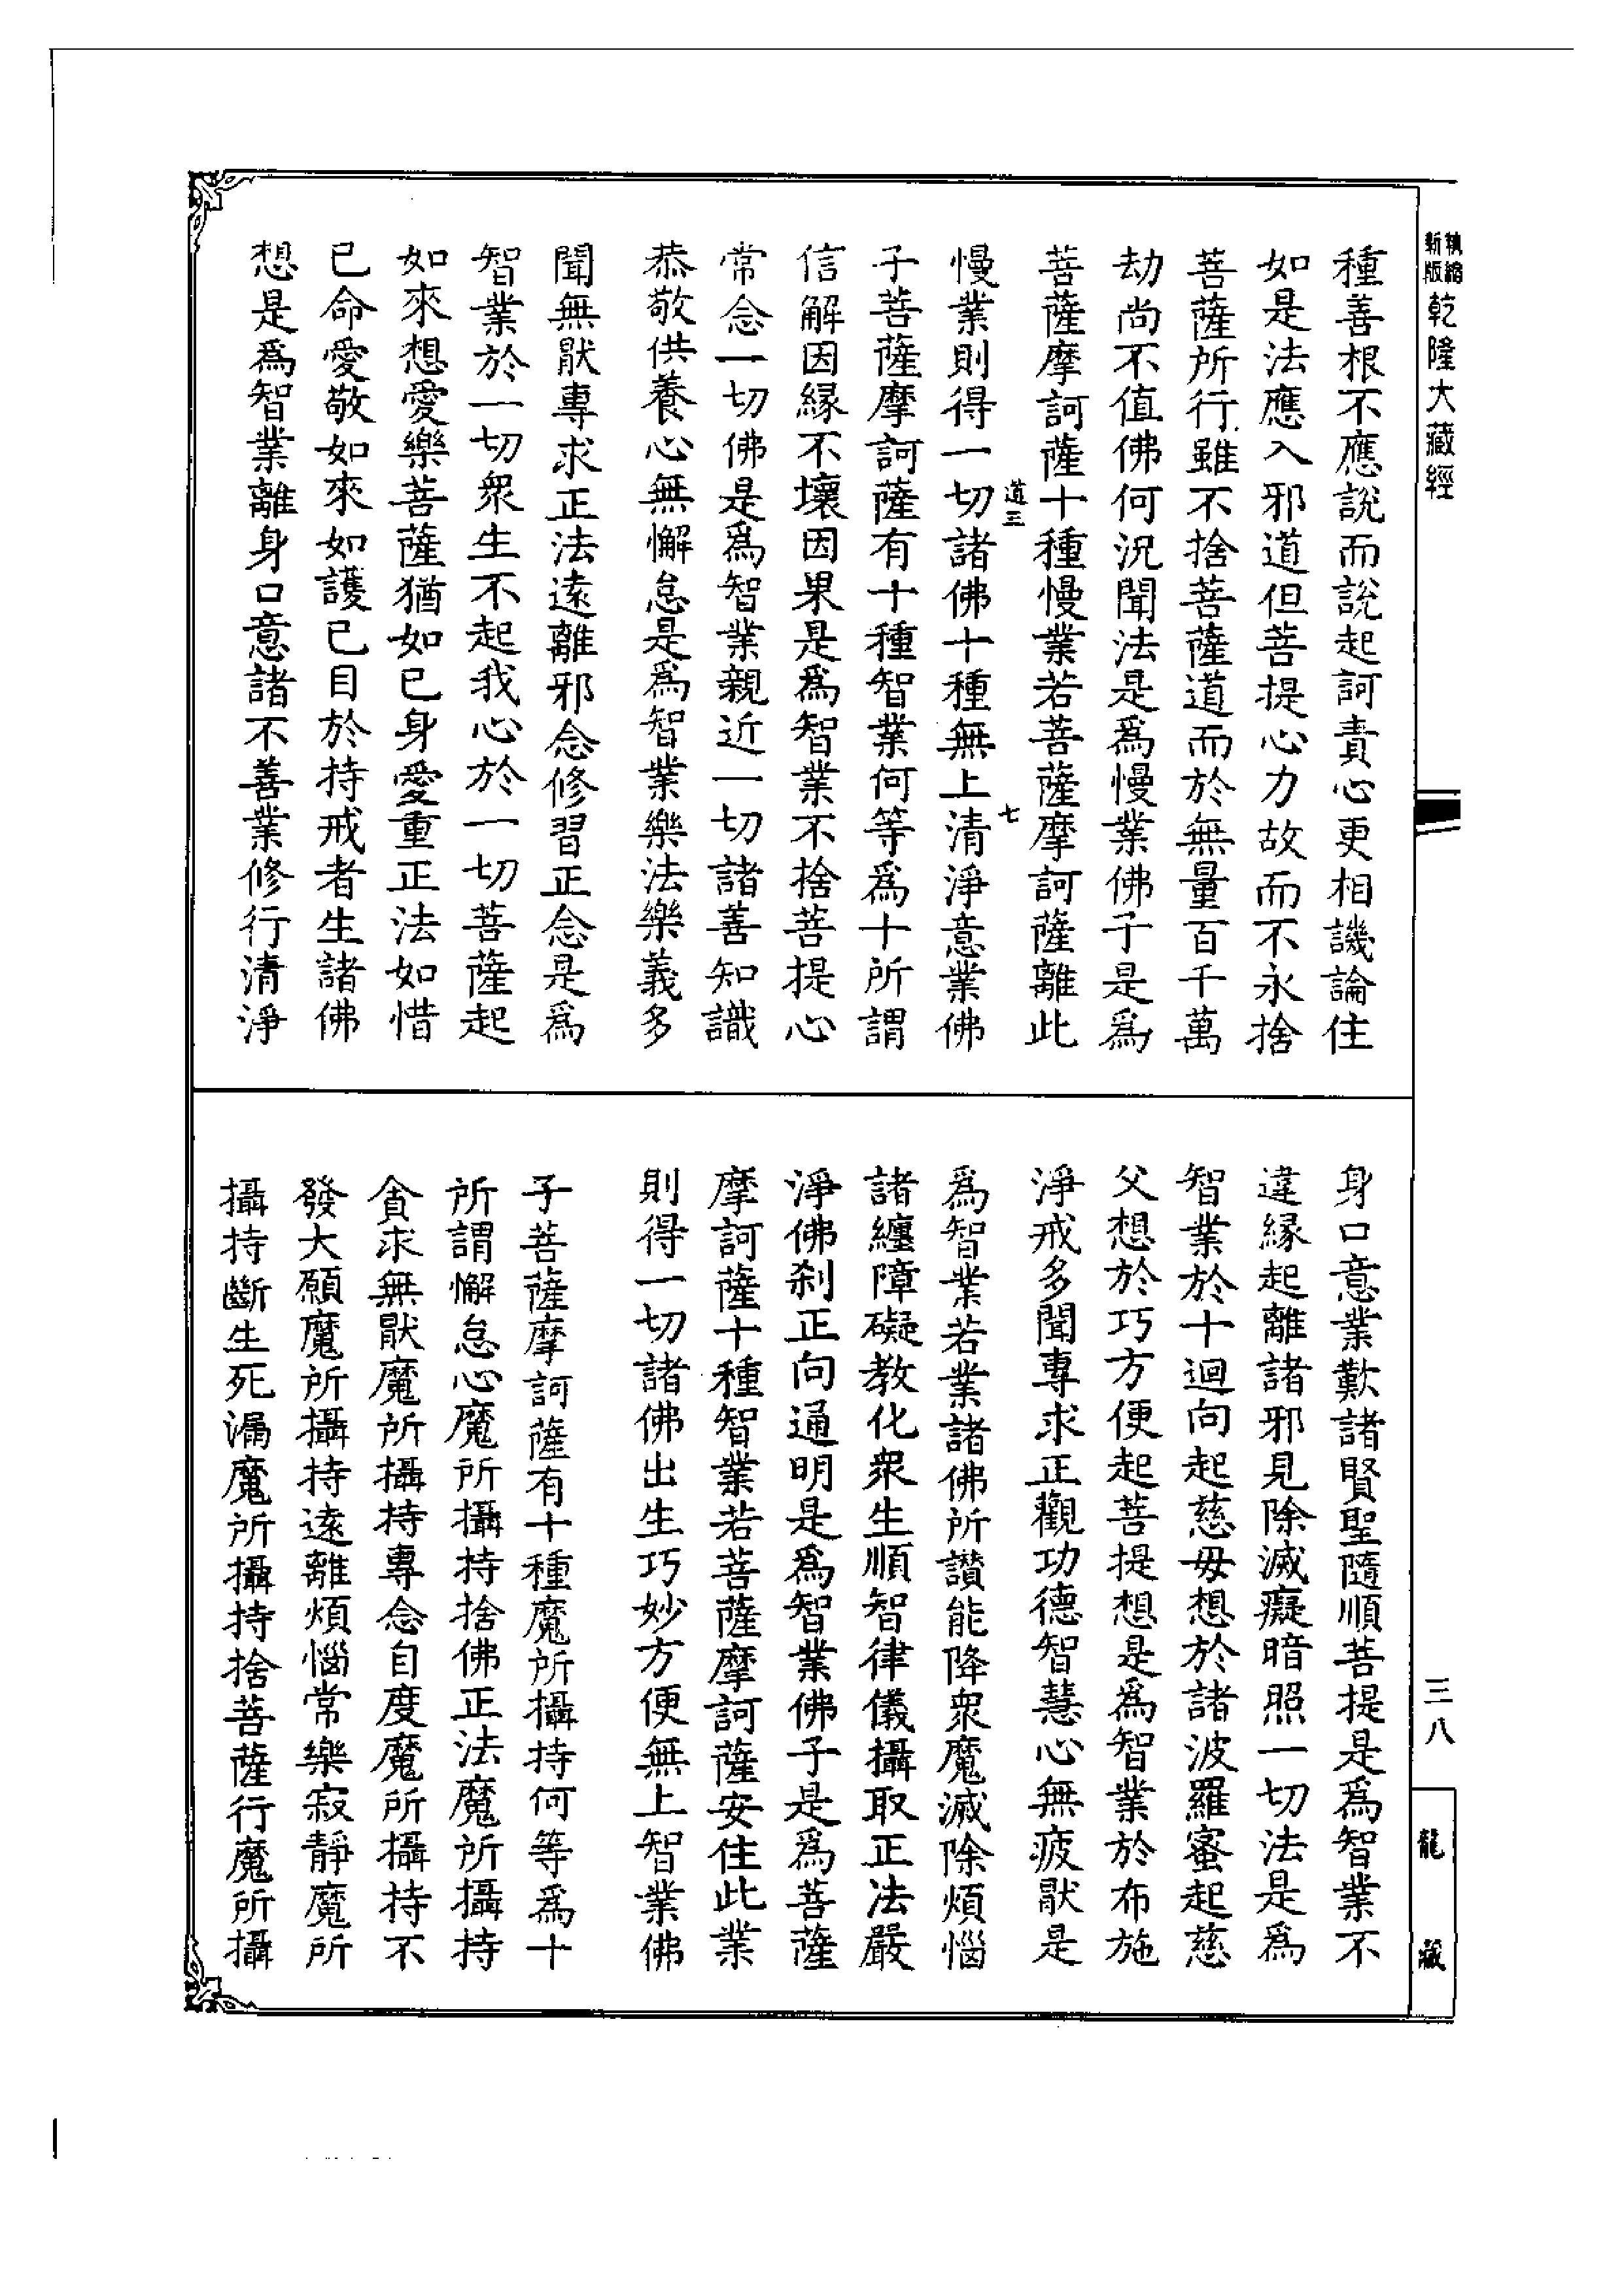 新版 執縮 乾隆大藏經
種善根不應說而說起訶責心更相譏論住
如是法應入邪道但菩提心力故而不永捨
菩薩所行雖不捨菩薩道而於無量百千萬
劫尚不值佛何況聞法是爲慢業佛子是爲
菩薩摩訶薩十種慢業若菩薩摩訶薩離此
道三 七
慢業則得一切諸佛十種無上清淨意業佛
子菩薩摩訶薩有十種智業何等爲十所謂
信解因緣不壞因果是爲智業不捨菩提心
常念一切佛是爲智業親近一切諸善知識
恭敬供養心無懈怠是爲智業樂法樂義多
聞無猒專求正法遠離邪念修習正念是爲
智業於一切衆生不起我心於一切菩薩起
如來想愛樂菩薩猶如已身愛重正法如惜
已命愛敬如來如護已目於持戒者生諸佛
想是爲智業離身口意諸不善業修行清淨
身口意業歎諸賢聖隨順菩提是爲智業不
違緣起離諸邪見除滅癡暗照一切法是爲
智業於十迴向起慈母想於諸波羅蜜起慈
父想於巧方便起菩提想是爲智業於布施
淨戒多聞專求正觀功德智慧心無疲猒是
爲智業若業諸佛所讚能降衆魔滅除煩惱
諸纏障礙教化衆生順智律儀攝取正法嚴
淨佛刹正向通明是爲智業佛子是爲菩薩
摩訶薩十種智業若菩薩摩訶薩安住此業
則得一切諸佛出生巧妙方便無上智業佛
子菩薩摩訶薩有十種魔所攝持何等爲十
所謂懈怠心魔所攝持捨佛正法魔所攝持
貪求無猒魔所攝持專念自度魔所攝持不
發大願魔所攝持遠離煩惱常樂寂靜魔所
攝持斷生死漏魔所攝持捨菩薩行魔所攝
三八
龍藏